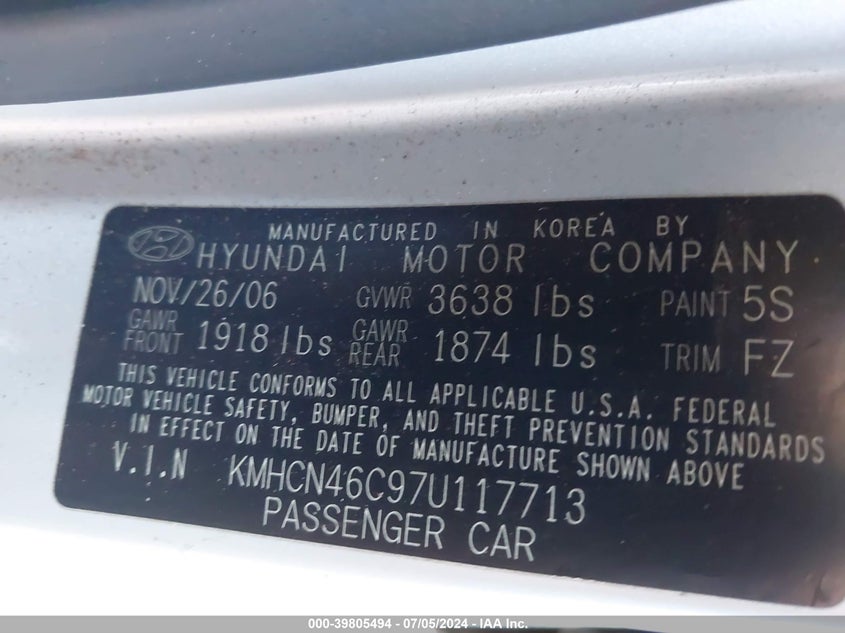 MANUFACTURED IN KOREA BY
HYUNDAI MOTOR COMPANY
NOV/26/06 GVWR 3638 lbs PAINT 5S
GAWR FRONT 1918 lbs GAWR REAR 1874 lbs TRIM FZ
THIS VEHICLE CONFORMS TO ALL APPLICABLE U.S.A. FEDERAL
MOTOR VEHICLE SAFETY, BUMPER, AND THEFT PREVENTION STANDARDS
IN EFFECT ON THE DATE OF MANUFACTURE SHOWN ABOVE
V.I.N KMHCN46C97U117713
PASSENGER CAR
000-39805494 - 07/05/2024 - IAA Inc.